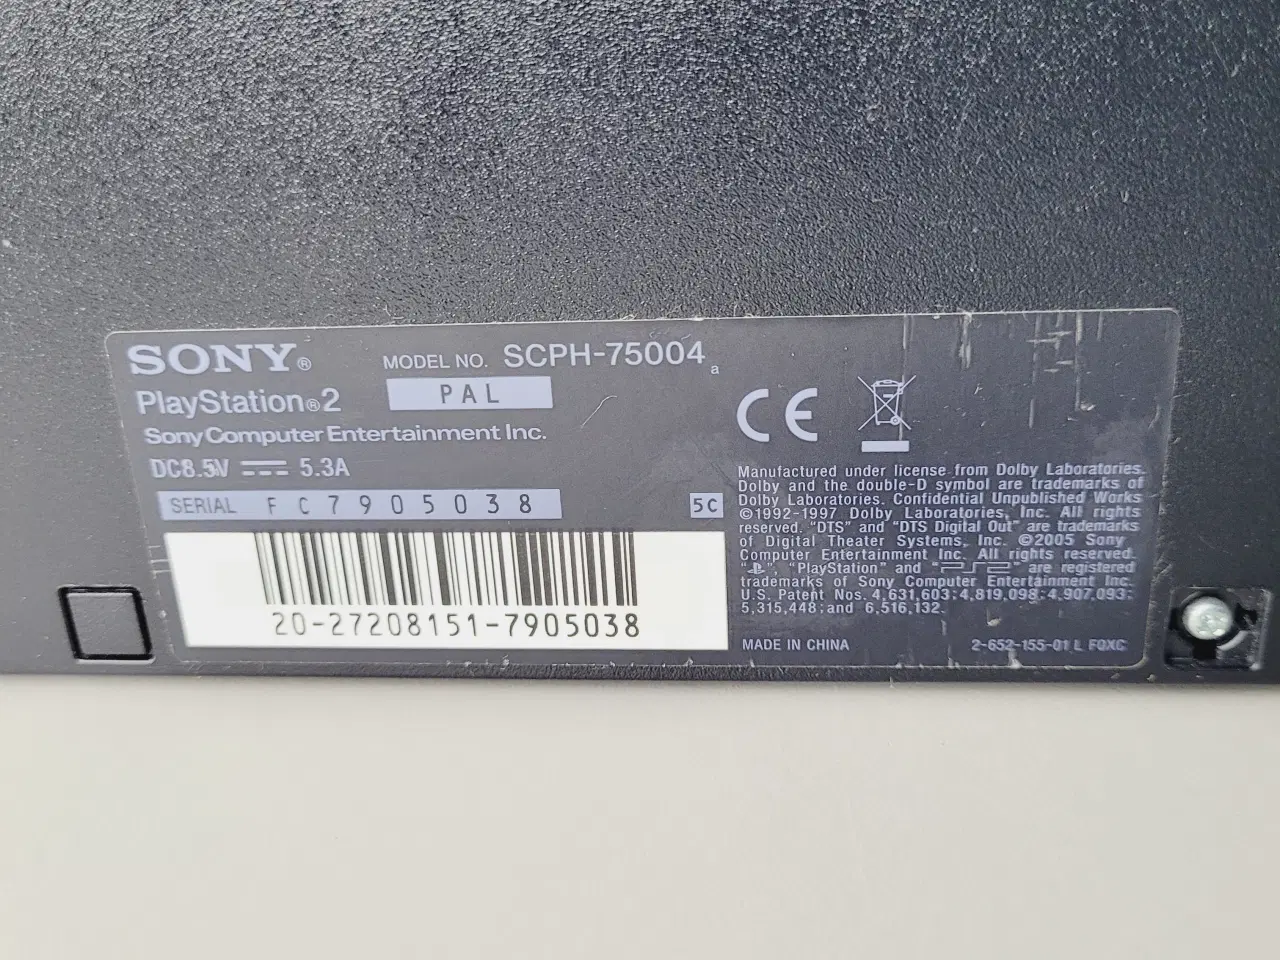 SONY®
MODEL NO. SCPH-75004 a
PlayStation®2
PAL
Sony Computer Entertainment Inc.
DC8.5V 5.3A
SERIAL FC7905038
5C
20-27208151-7905038
CE
Manufactured under license from Dolby Laboratories.
Dolby and the double-D symbol are trademarks of
Dolby Laboratories. Confidential Unpublished Works
©1992-1997 Dolby Laboratories, Inc. All rights
reserved. "DTS" and "DTS Digital Out" are trademarks
of Digital Theater Systems, Inc. ©2005 Sony
Computer Entertainment Inc. All rights reserved.
" ", "PlayStation" and "PS2" are registered
trademarks of Sony Computer Entertainment Inc.
U.S. Patent Nos. 4,631,603; 4,819,098; 4,907,093;
5,315,448; and 6,516,132.
MADE IN CHINA
2-652-155-01 L FOXC